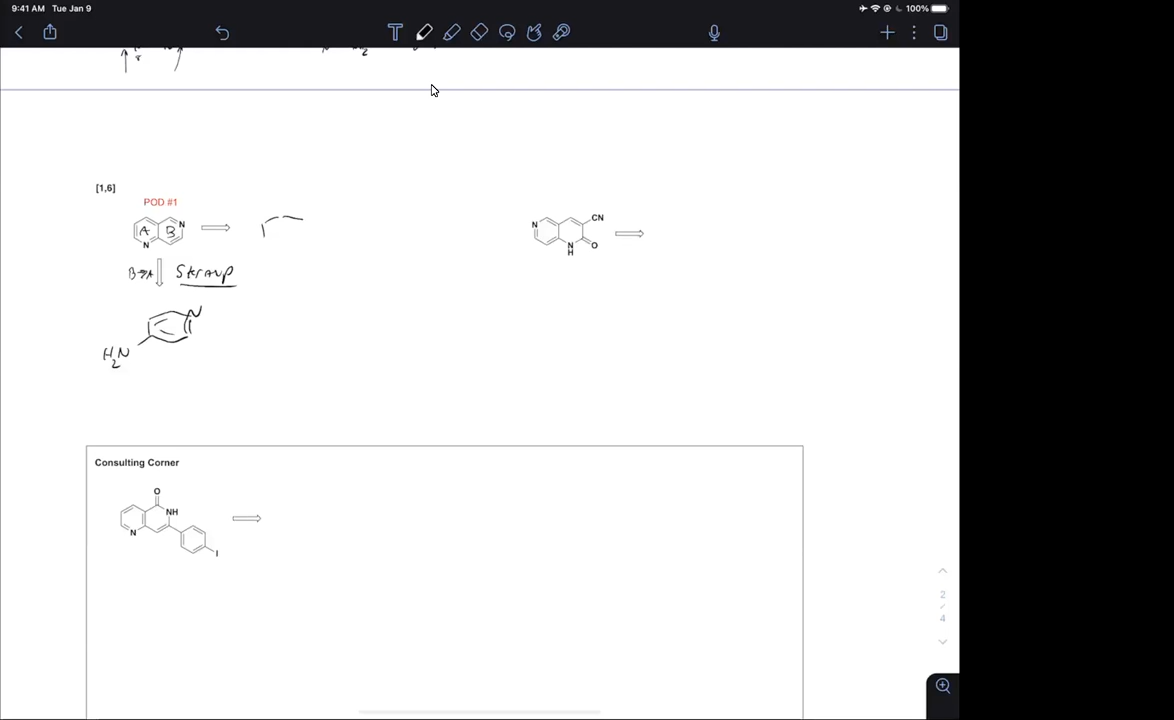 9:41 AM Tue Jan 9
100%
[1,6]
POD #1
A B
N
N
B→A Skraup
N
H2N
N
CN
N
H
O
Consulting Corner
O
NH
N
I
2
/
4